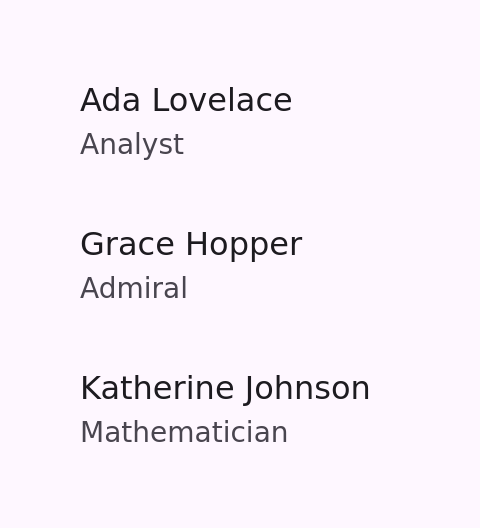 Ada Lovelace
Analyst
Grace Hopper
Admiral
Katherine Johnson
Mathematician